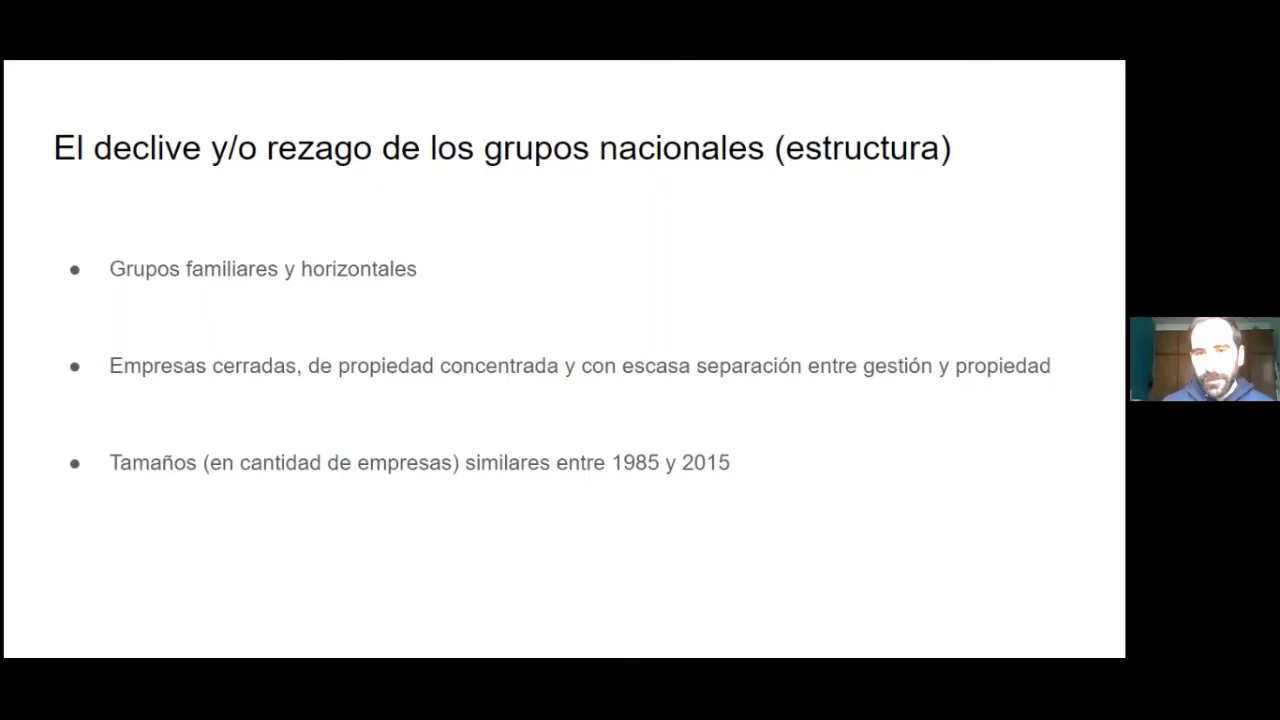 El declive y/o rezago de los grupos nacionales (estructura)
● Grupos familiares y horizontales
● Empresas cerradas, de propiedad concentrada y con escasa separación entre gestión y propiedad
● Tamaños (en cantidad de empresas) similares entre 1985 y 2015